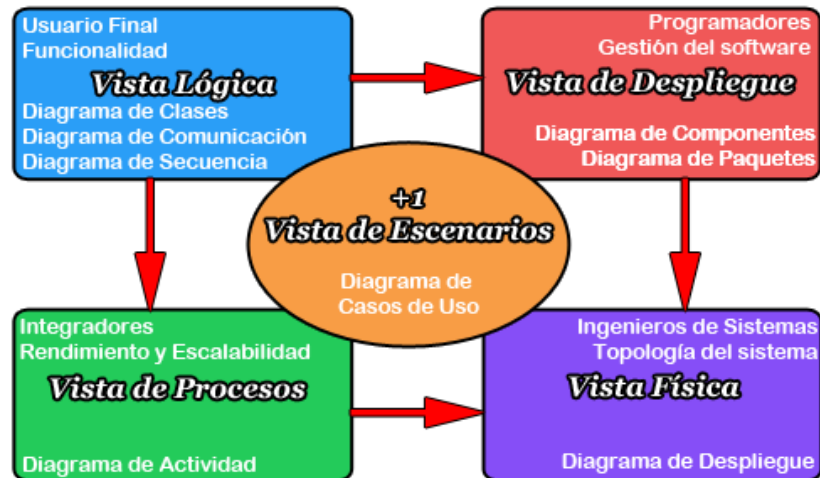 Usuario Final
Funcionalidad
Vista Lógica
Diagrama de Clases
Diagrama de Comunicación
Diagrama de Secuencia
Programadores
Gestión del software
Vista de Despliegue
Diagrama de Componentes
Diagrama de Paquetes
+1
Vista de Escenarios
Diagrama de
Casos de Uso
Integradores
Rendimiento y Escalabilidad
Vista de Procesos
Diagrama de Actividad
Ingenieros de Sistemas
Topología del sistema
Vista Física
Diagrama de Despliegue